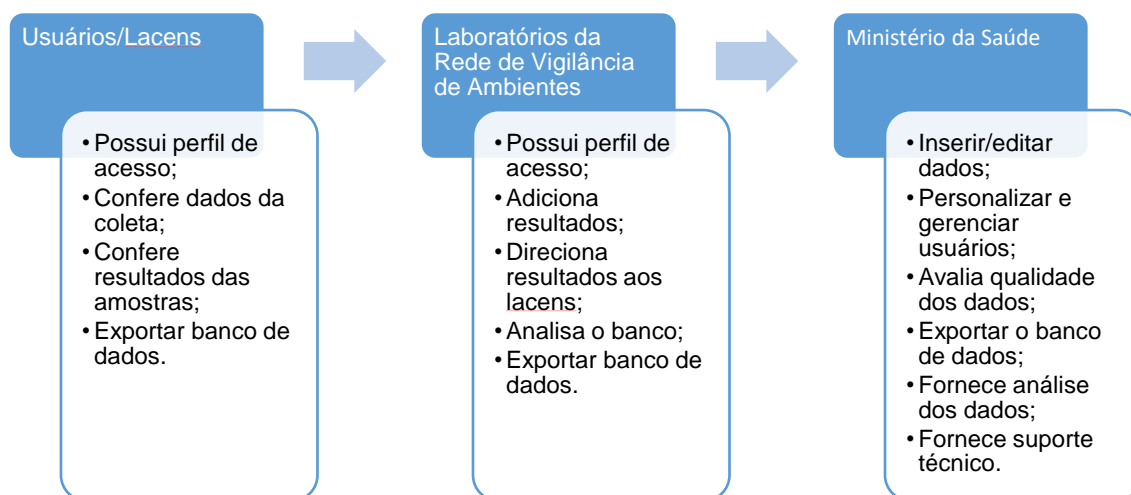 Usuários/Lacens
• Possui perfil de
acesso;
• Confere dados da
coleta;
• Confere
resultados das
amostras;
• Exportar banco de
dados.
Laboratórios da
Rede de Vigilância
de Ambientes
• Possui perfil de
acesso;
• Adiciona
resultados;
• Direciona
resultados aos
lacens;
• Analisa o banco;
• Exportar banco de
dados.
Ministério da Saúde
• Inserir/editar
dados;
• Personalizar e
gerenciar
usuários;
• Avalia qualidade
dos dados;
• Exportar o banco
de dados;
• Fornece análise
dos dados;
• Fornece suporte
técnico.